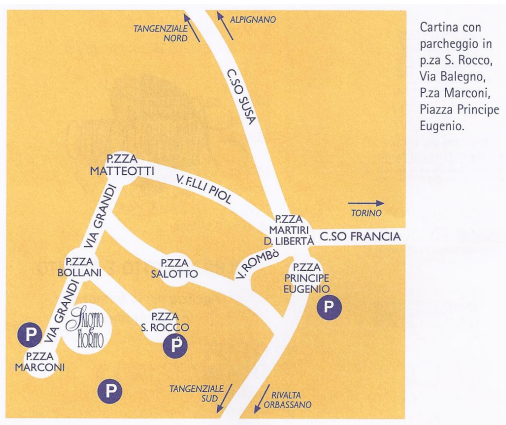 TANGENZIALE
NORD
ALPIGNANO
C.SO SUSA
P.ZZA
MATTEOTTI
V. F.LLI PIOL
VIA GRANDI
TORINO
P.ZZA
MARTIRI
D. LIBERTÀ
C.SO FRANCIA
V. ROMBÒ
P.ZZA
BOLLANI
P.ZZA
SALOTTO
P.ZZA
PRINCIPE
EUGENIO
P
VIA GRANDI
Salotto
e
Fiorito
P.ZZA
S. ROCCO
P
P
P.ZZA
MARCONI
P
TANGENZIALE
SUD
RIVALTA
ORBASSANO
Cartina con
parcheggio in
p.za S. Rocco,
Via Balegno,
P.za Marconi,
Piazza Principe
Eugenio.